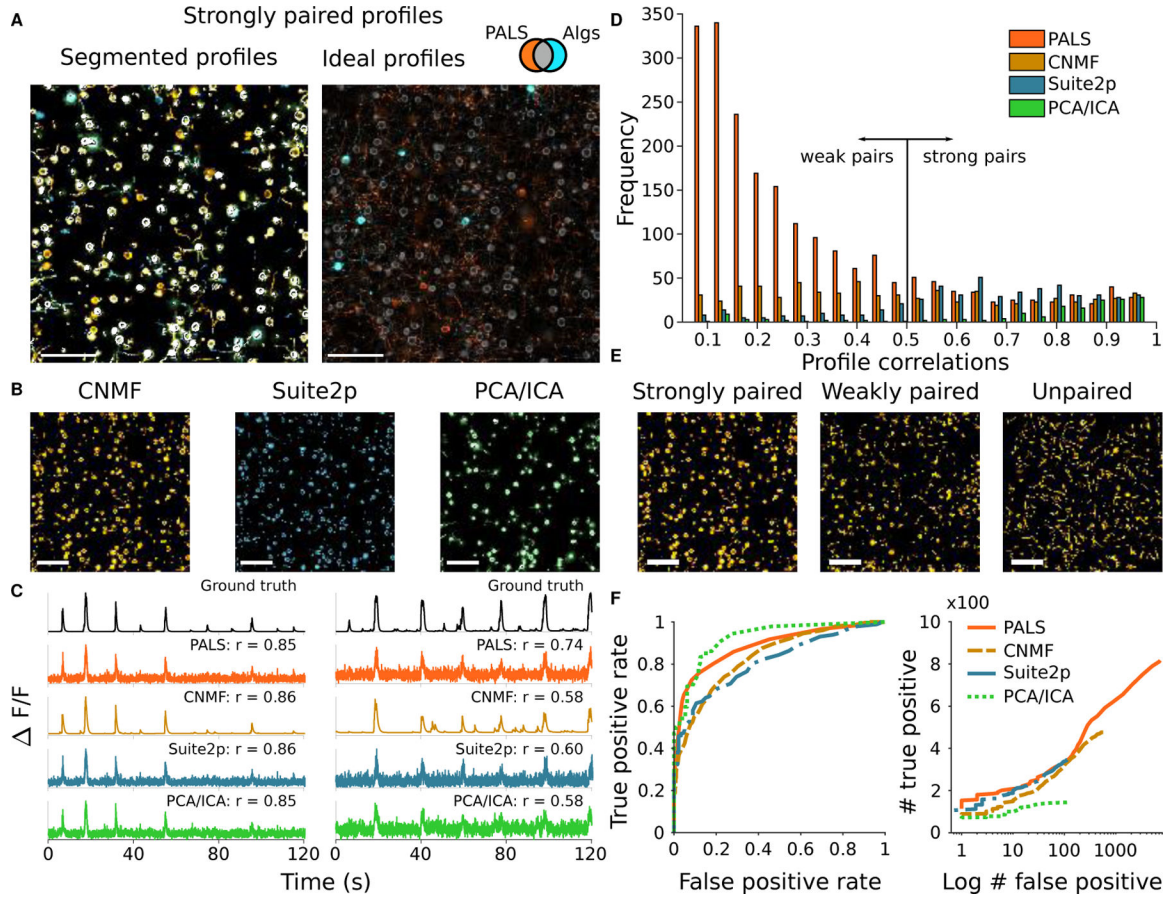 A
Strongly paired profiles
Segmented profiles
Ideal profiles
PALS
Algs
D
Frequency
350
300
250
200
150
100
50
0
PALS
CNMF
Suite2p
PCA/ICA
weak pairs
strong pairs
0.1 0.2 0.3 0.4 0.5 0.6 0.7 0.8 0.9 1
Profile correlations
B
CNMF
Suite2p
PCA/ICA
E
Strongly paired
Weakly paired
Unpaired
C
Δ F/F
Ground truth
PALS: r = 0.85
CNMF: r = 0.86
Suite2p: r = 0.86
PCA/ICA: r = 0.85
0 40 80 120
Ground truth
PALS: r = 0.74
CNMF: r = 0.58
Suite2p: r = 0.60
PCA/ICA: r = 0.58
0 40 80 120
Time (s)
F
True positive rate
1
0.8
0.6
0.4
0.2
0
0 0.2 0.4 0.6 0.8 1
False positive rate
x100
# true positive
10
8
6
4
2
0
PALS
CNMF
Suite2p
PCA/ICA
1 10 100 1000
Log # false positive